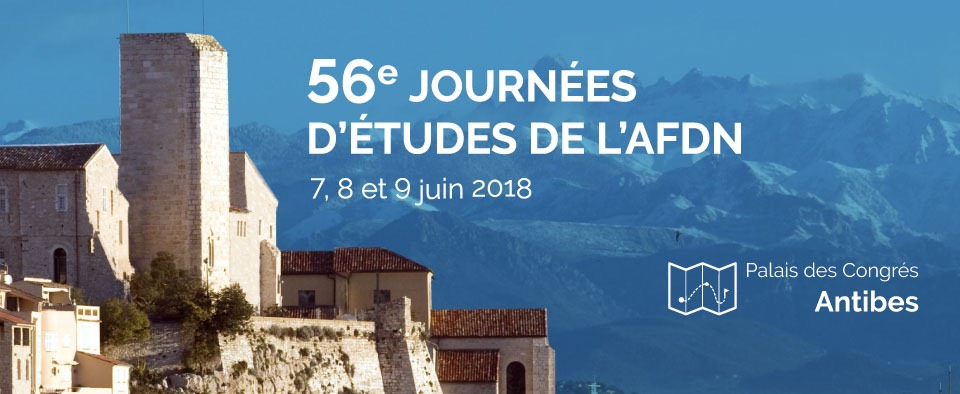 56e JOURNÉES
D’ÉTUDES DE L’AFDN
7, 8 et 9 juin 2018
Palais des Congrés
Antibes